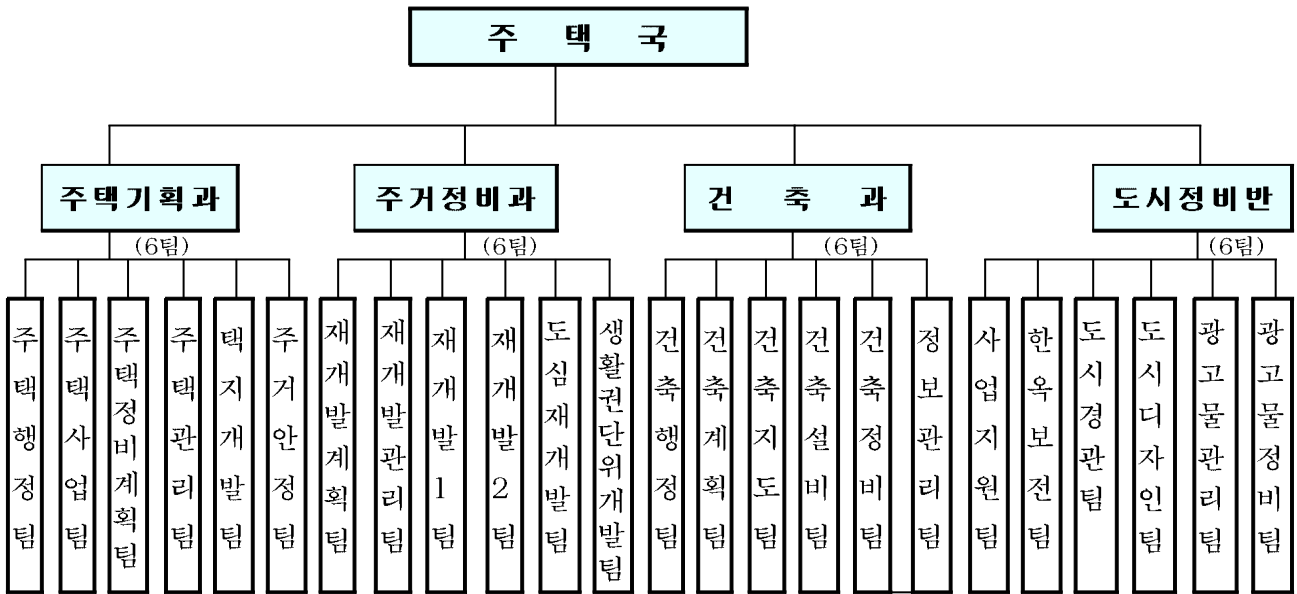 주 택 국
주택기획과
주거정비과
건 축 과
도시정비반
(6팀)
(6팀)
(6팀)
(6팀)
주택행정팀
주택사업팀
주택정비계획팀
주택관리팀
택지개발팀
주거안정팀
재개발계획팀
재개발관리팀
재개발1팀
재개발2팀
도심재개발팀
생활권단위개발팀
건축행정팀
건축계획팀
건축지도팀
건축설비팀
건축정비팀
정보관리팀
사업지원팀
한옥보전팀
도시경관팀
도시디자인팀
광고물관리팀
광고물정비팀